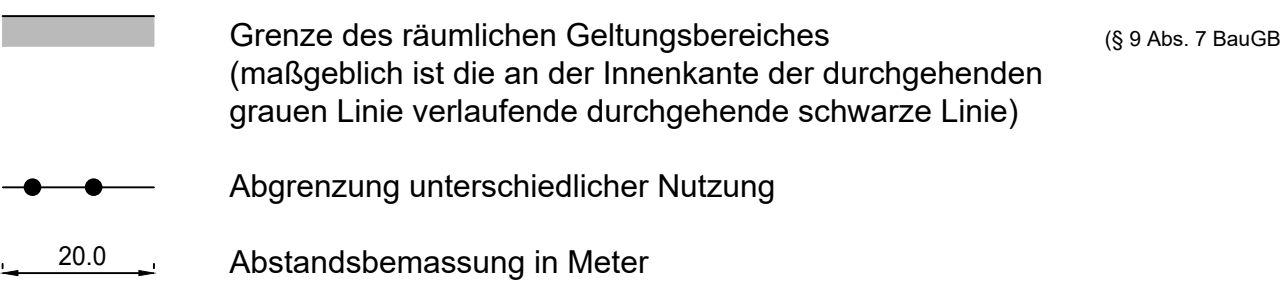 Grenze des räumlichen Geltungsbereiches (§ 9 Abs. 7 BauGB
(maßgeblich ist die an der Innenkante der durchgehenden
grauen Linie verlaufende durchgehende schwarze Linie)
Abgrenzung unterschiedlicher Nutzung
20.0 Abstandsbemassung in Meter